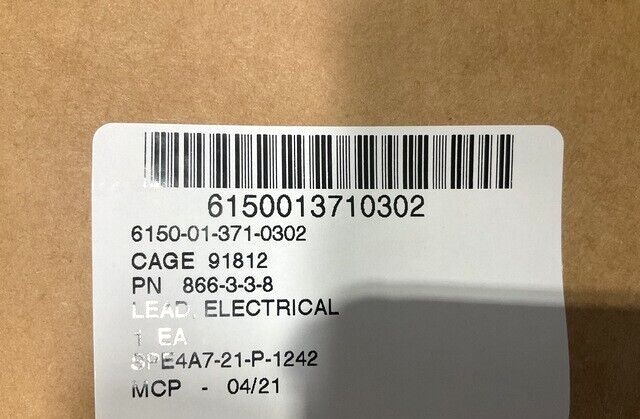 6150013710302
6150-01-371-0302
CAGE 91812
PN 866-3-3-8
LEAD, ELECTRICAL
1 EA
SPE4A7-21-P-1242
MCP - 04/21